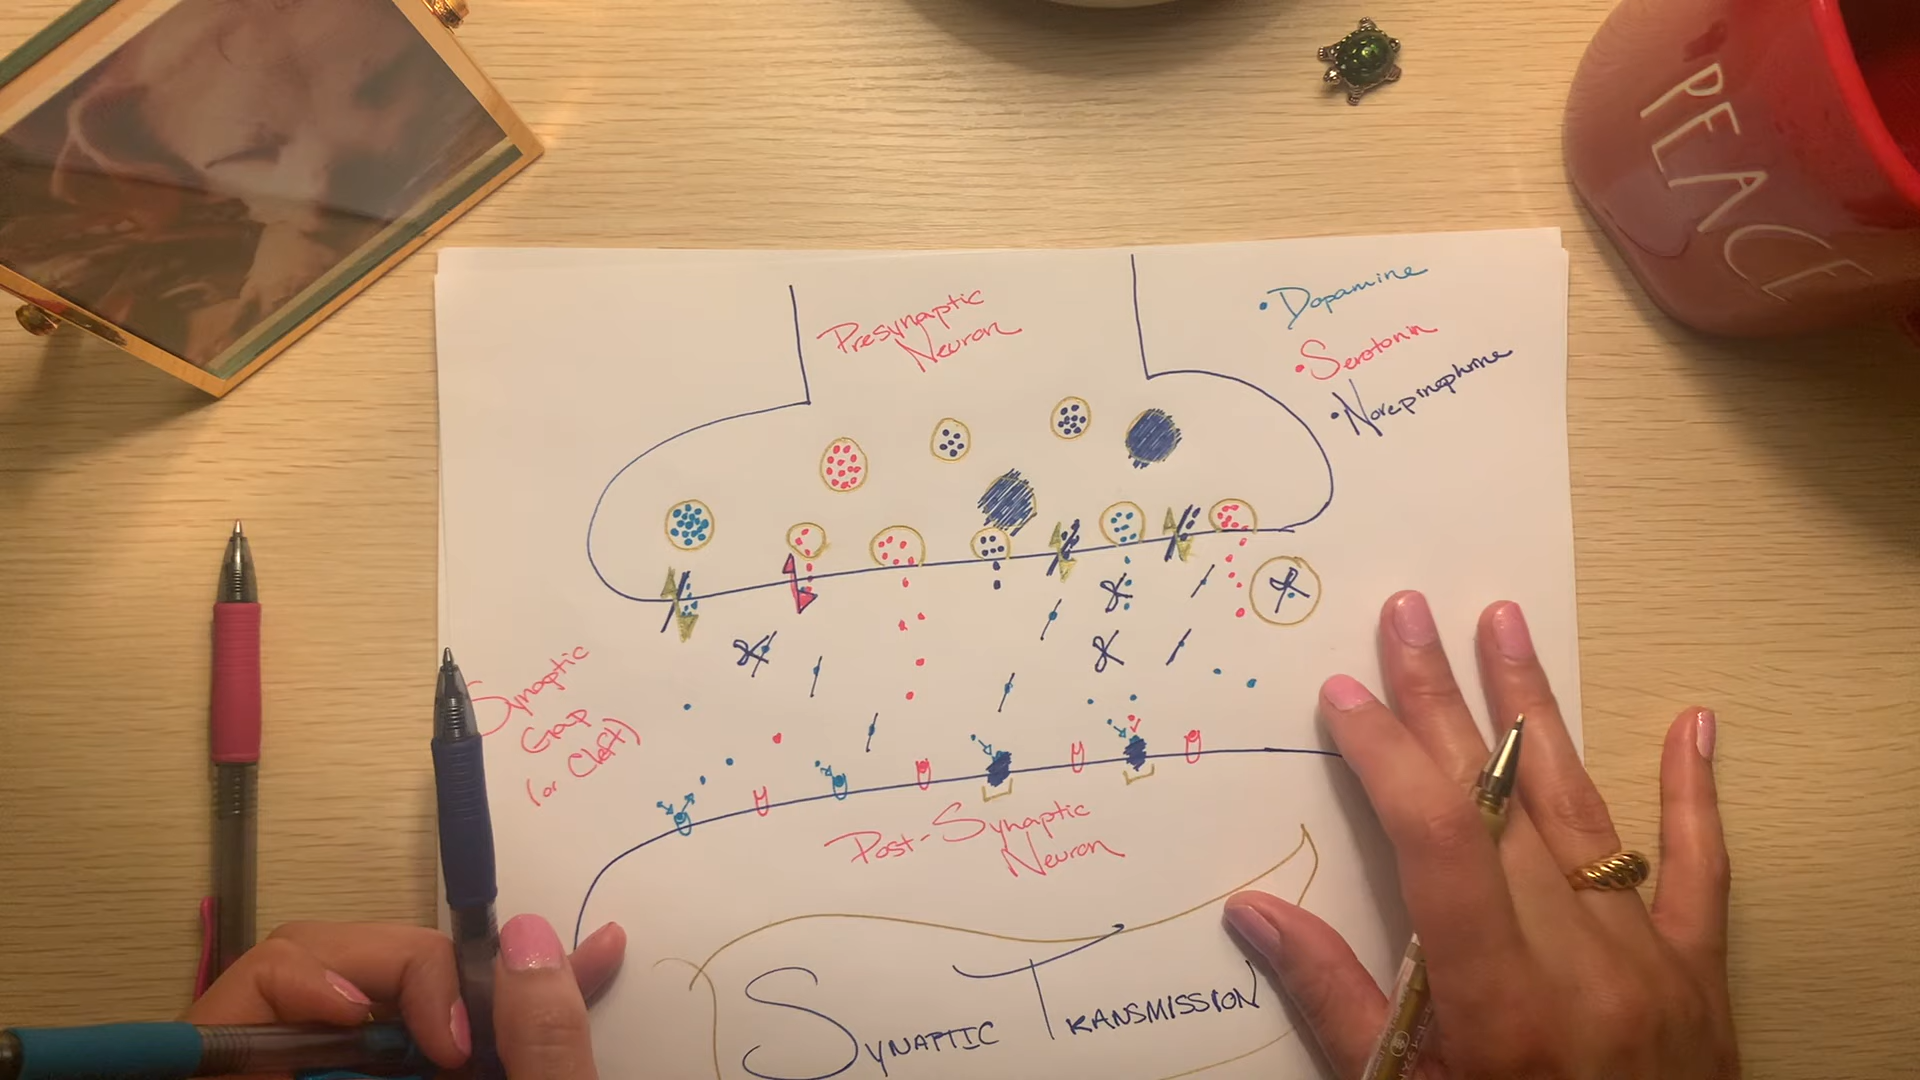 PEACE
Presynaptic
Neuron
• Dopamine
• Serotonin
• Norepinephrine
Synaptic
Gap
(or Cleft)
Post-Synaptic
Neuron
SYNAPTIC TRANSMISSION